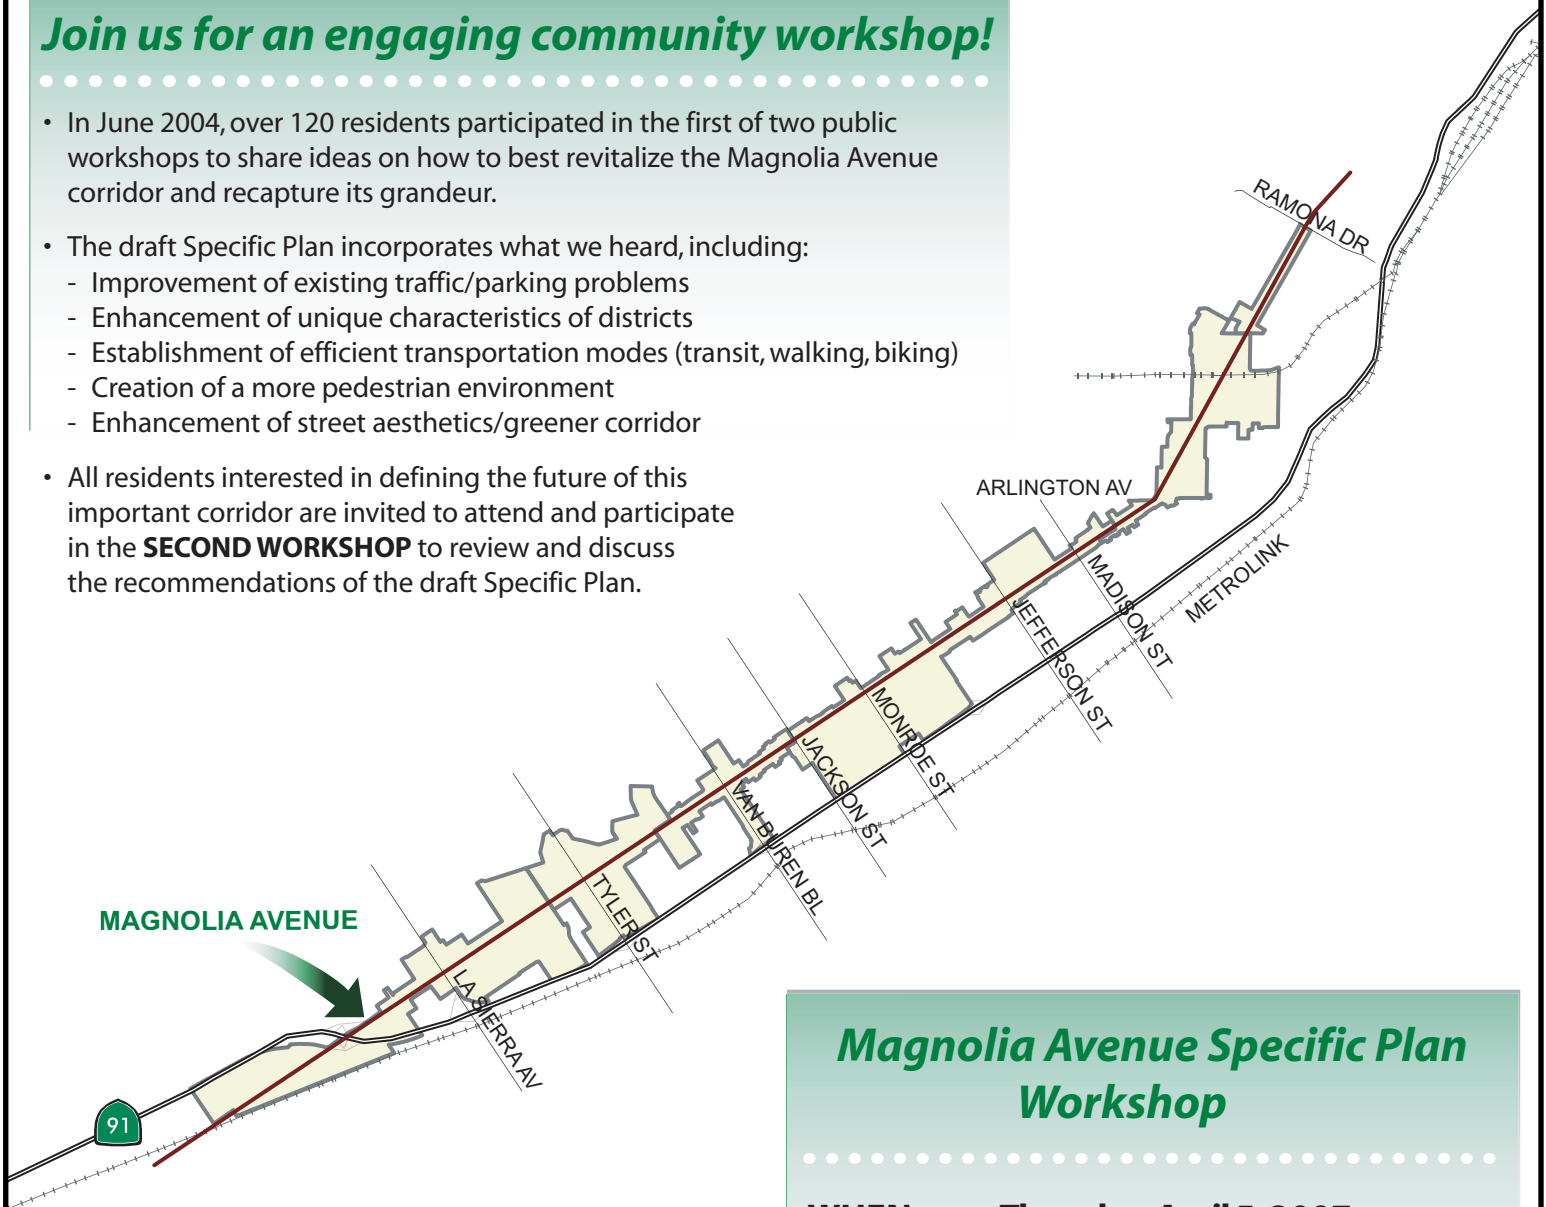 Join us for an engaging community workshop!
• In June 2004, over 120 residents participated in the first of two public
workshops to share ideas on how to best revitalize the Magnolia Avenue
corridor and recapture its grandeur.
• The draft Specific Plan incorporates what we heard, including:
- Improvement of existing traffic/parking problems
- Enhancement of unique characteristics of districts
- Establishment of efficient transportation modes (transit, walking, biking)
- Creation of a more pedestrian environment
- Enhancement of street aesthetics/greener corridor
• All residents interested in defining the future of this
important corridor are invited to attend and participate
in the SECOND WORKSHOP to review and discuss
the recommendations of the draft Specific Plan.
RAMONA DR
ARLINGTON AV
MADISON ST
METROLINK
JEFFERSON ST
MONROE ST
JACKSON ST
VAN BUREN BL
TYLER ST
LA SIERRA AV
MAGNOLIA AVENUE
91
Magnolia Avenue Specific Plan
Workshop
WHEN Thursday, April 5, 2007